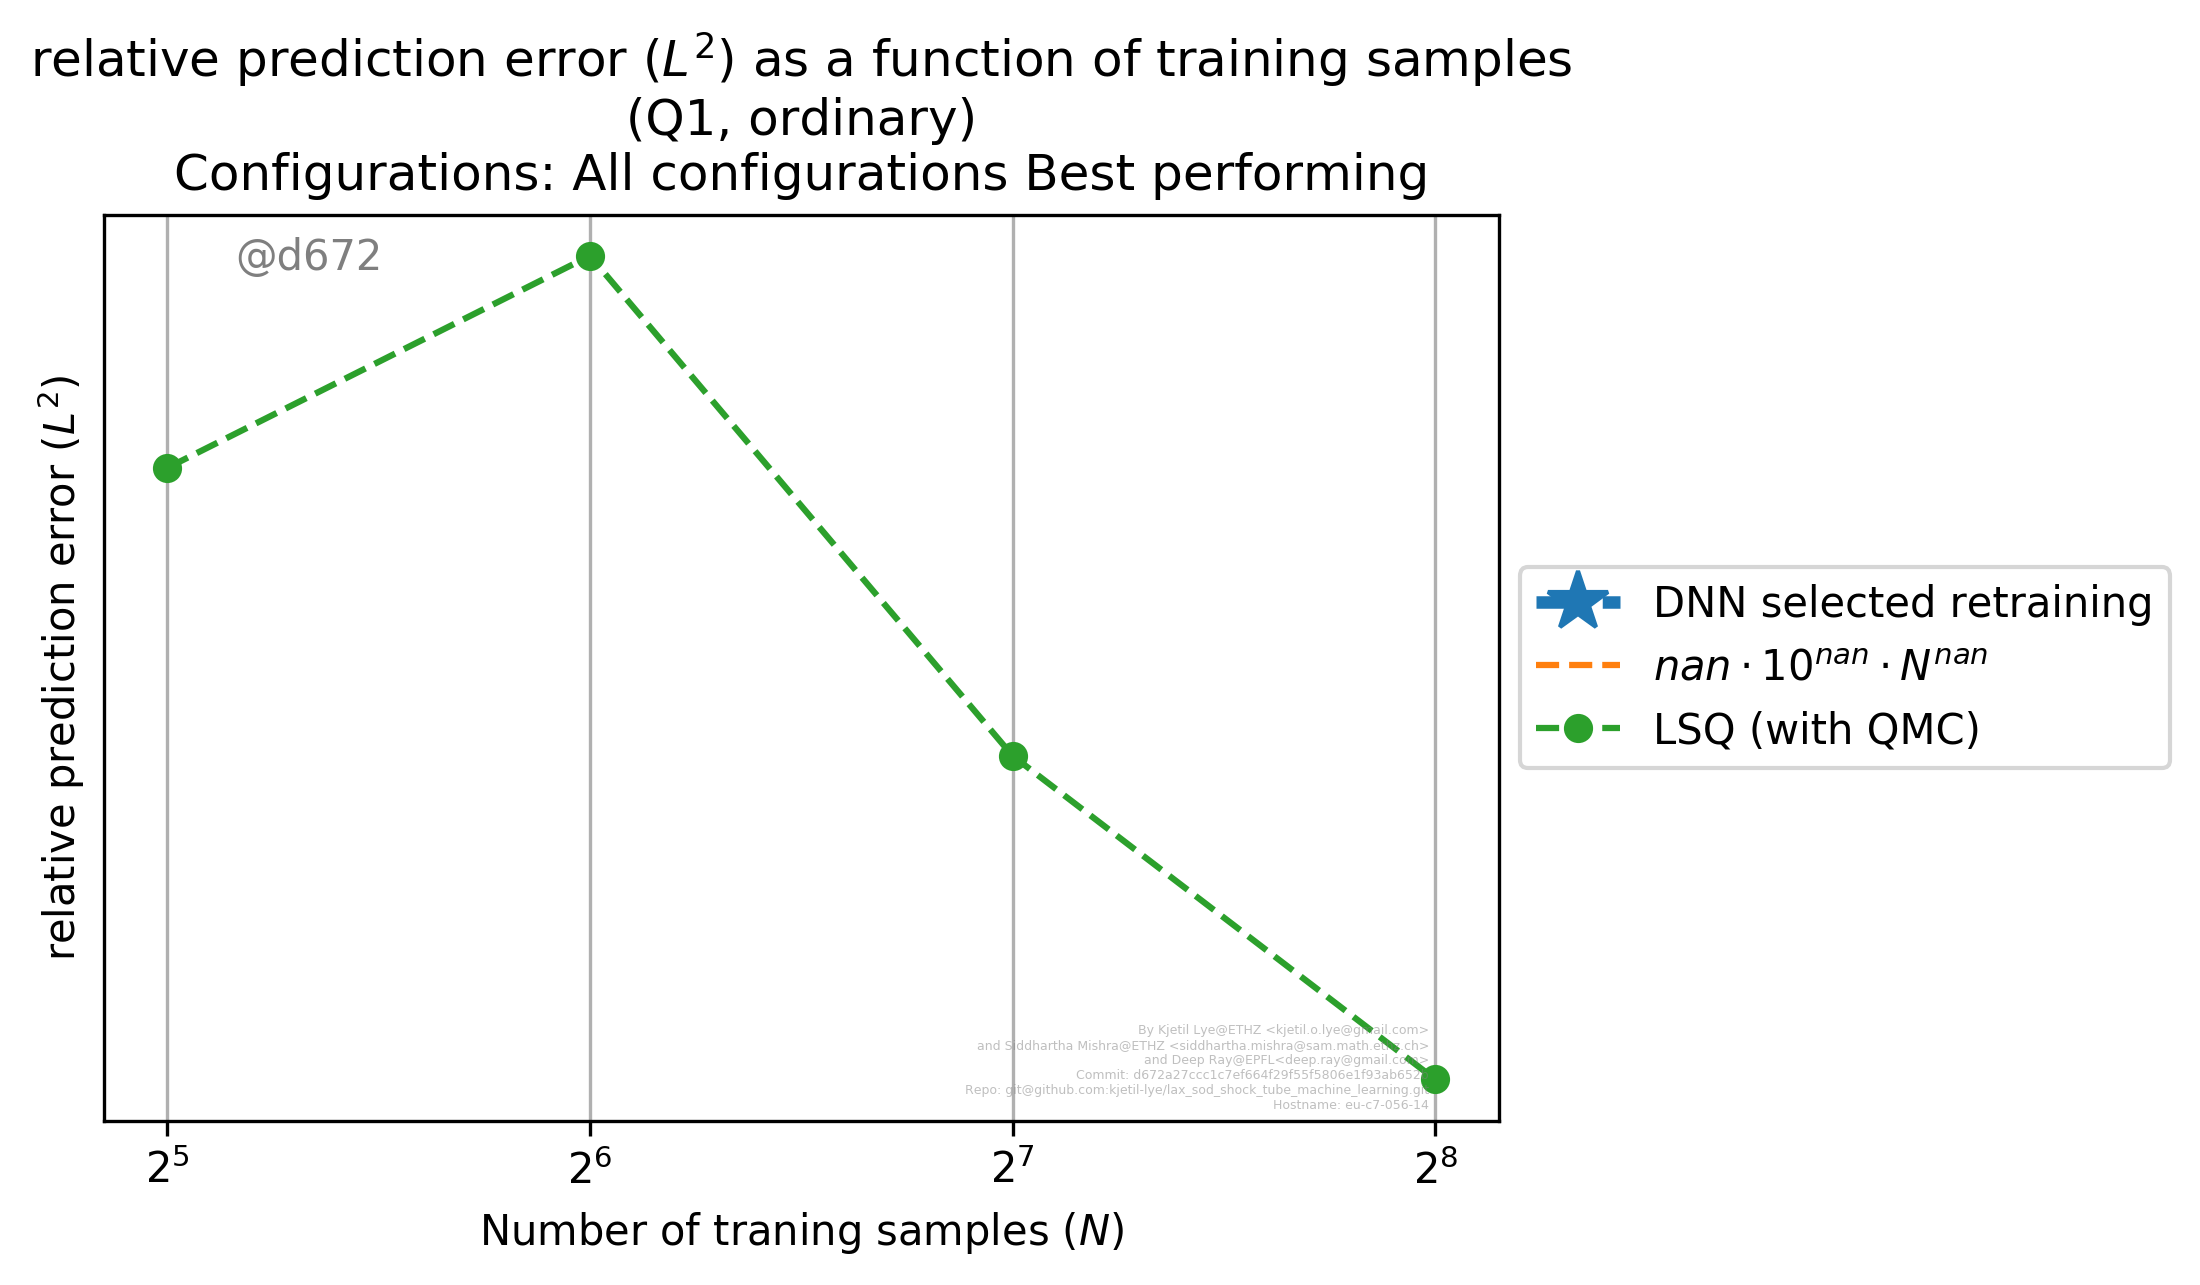 relative prediction error (L²) as a function of training samples
(Q1, ordinary)
Configurations: All configurations Best performing
@d672
relative prediction error (L²)
DNN selected retraining
nan · 10ⁿᵃⁿ · Nⁿᵃⁿ
LSQ (with QMC)
By Kjetil Lye@ETHZ <kjetil.o.lye@gmail.com>
and Siddhartha Mishra@ETHZ <siddhartha.mishra@sam.math.ethz.ch>
and Deep Ray@EPFL<deep.ray@gmail.com>
Commit: d672a27ccc1c7ef664f29f55f5806e1f93ab652
Repo: git@github.com:kjetil-lye/lax_sod_shock_tube_machine_learning.git
Hostname: eu-c7-056-14
2⁵ 2⁶ 2⁷ 2⁸
Number of traning samples (N)